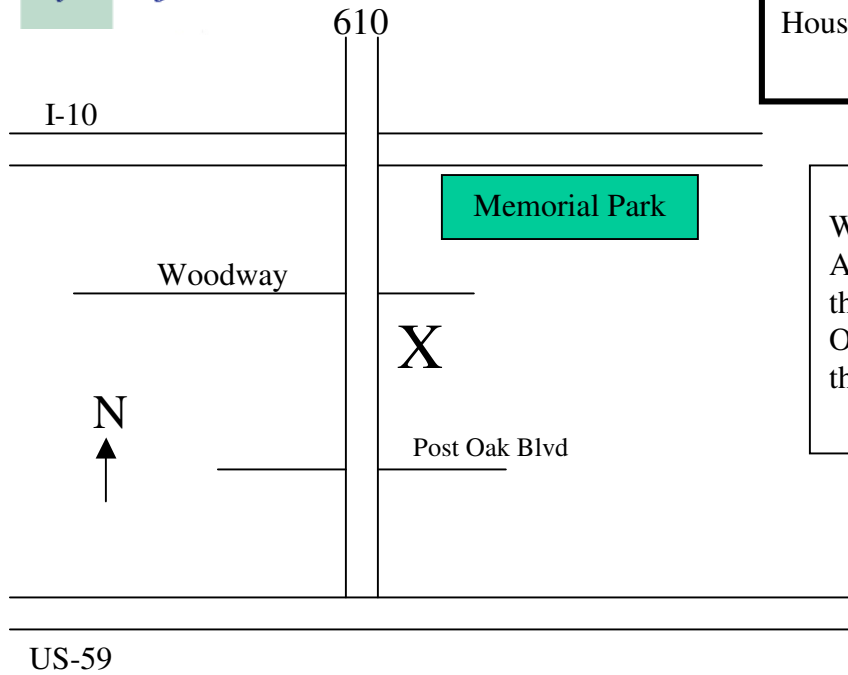 610
Hous
I-10
Memorial Park
W
A
Woodway
th
O
X
th
N
Post Oak Blvd
US-59